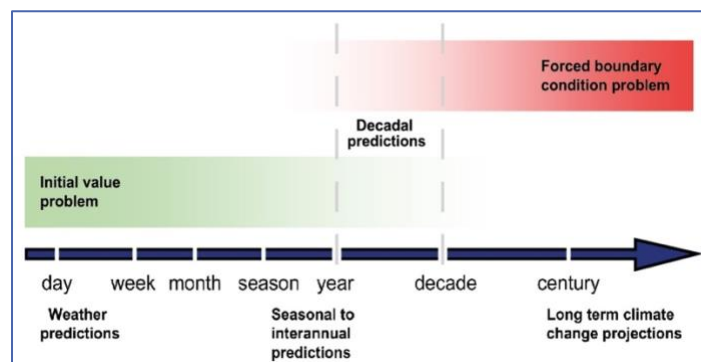 Forced boundary
condition problem
Decadal
predictions
Initial value
problem
day week month season year decade century
Weather
predictions
Seasonal to
interannual
predictions
Long term climate
change projections